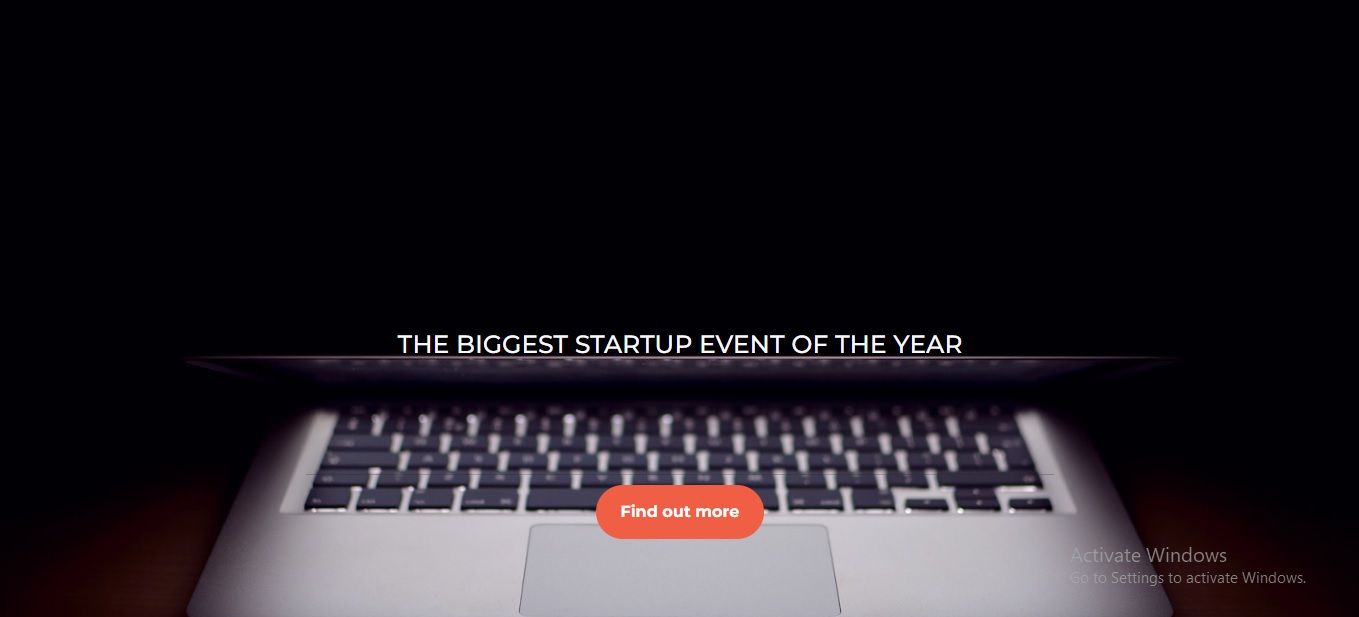 THE BIGGEST STARTUP EVENT OF THE YEAR
Find out more
Activate Windows
Go to Settings to activate Windows.